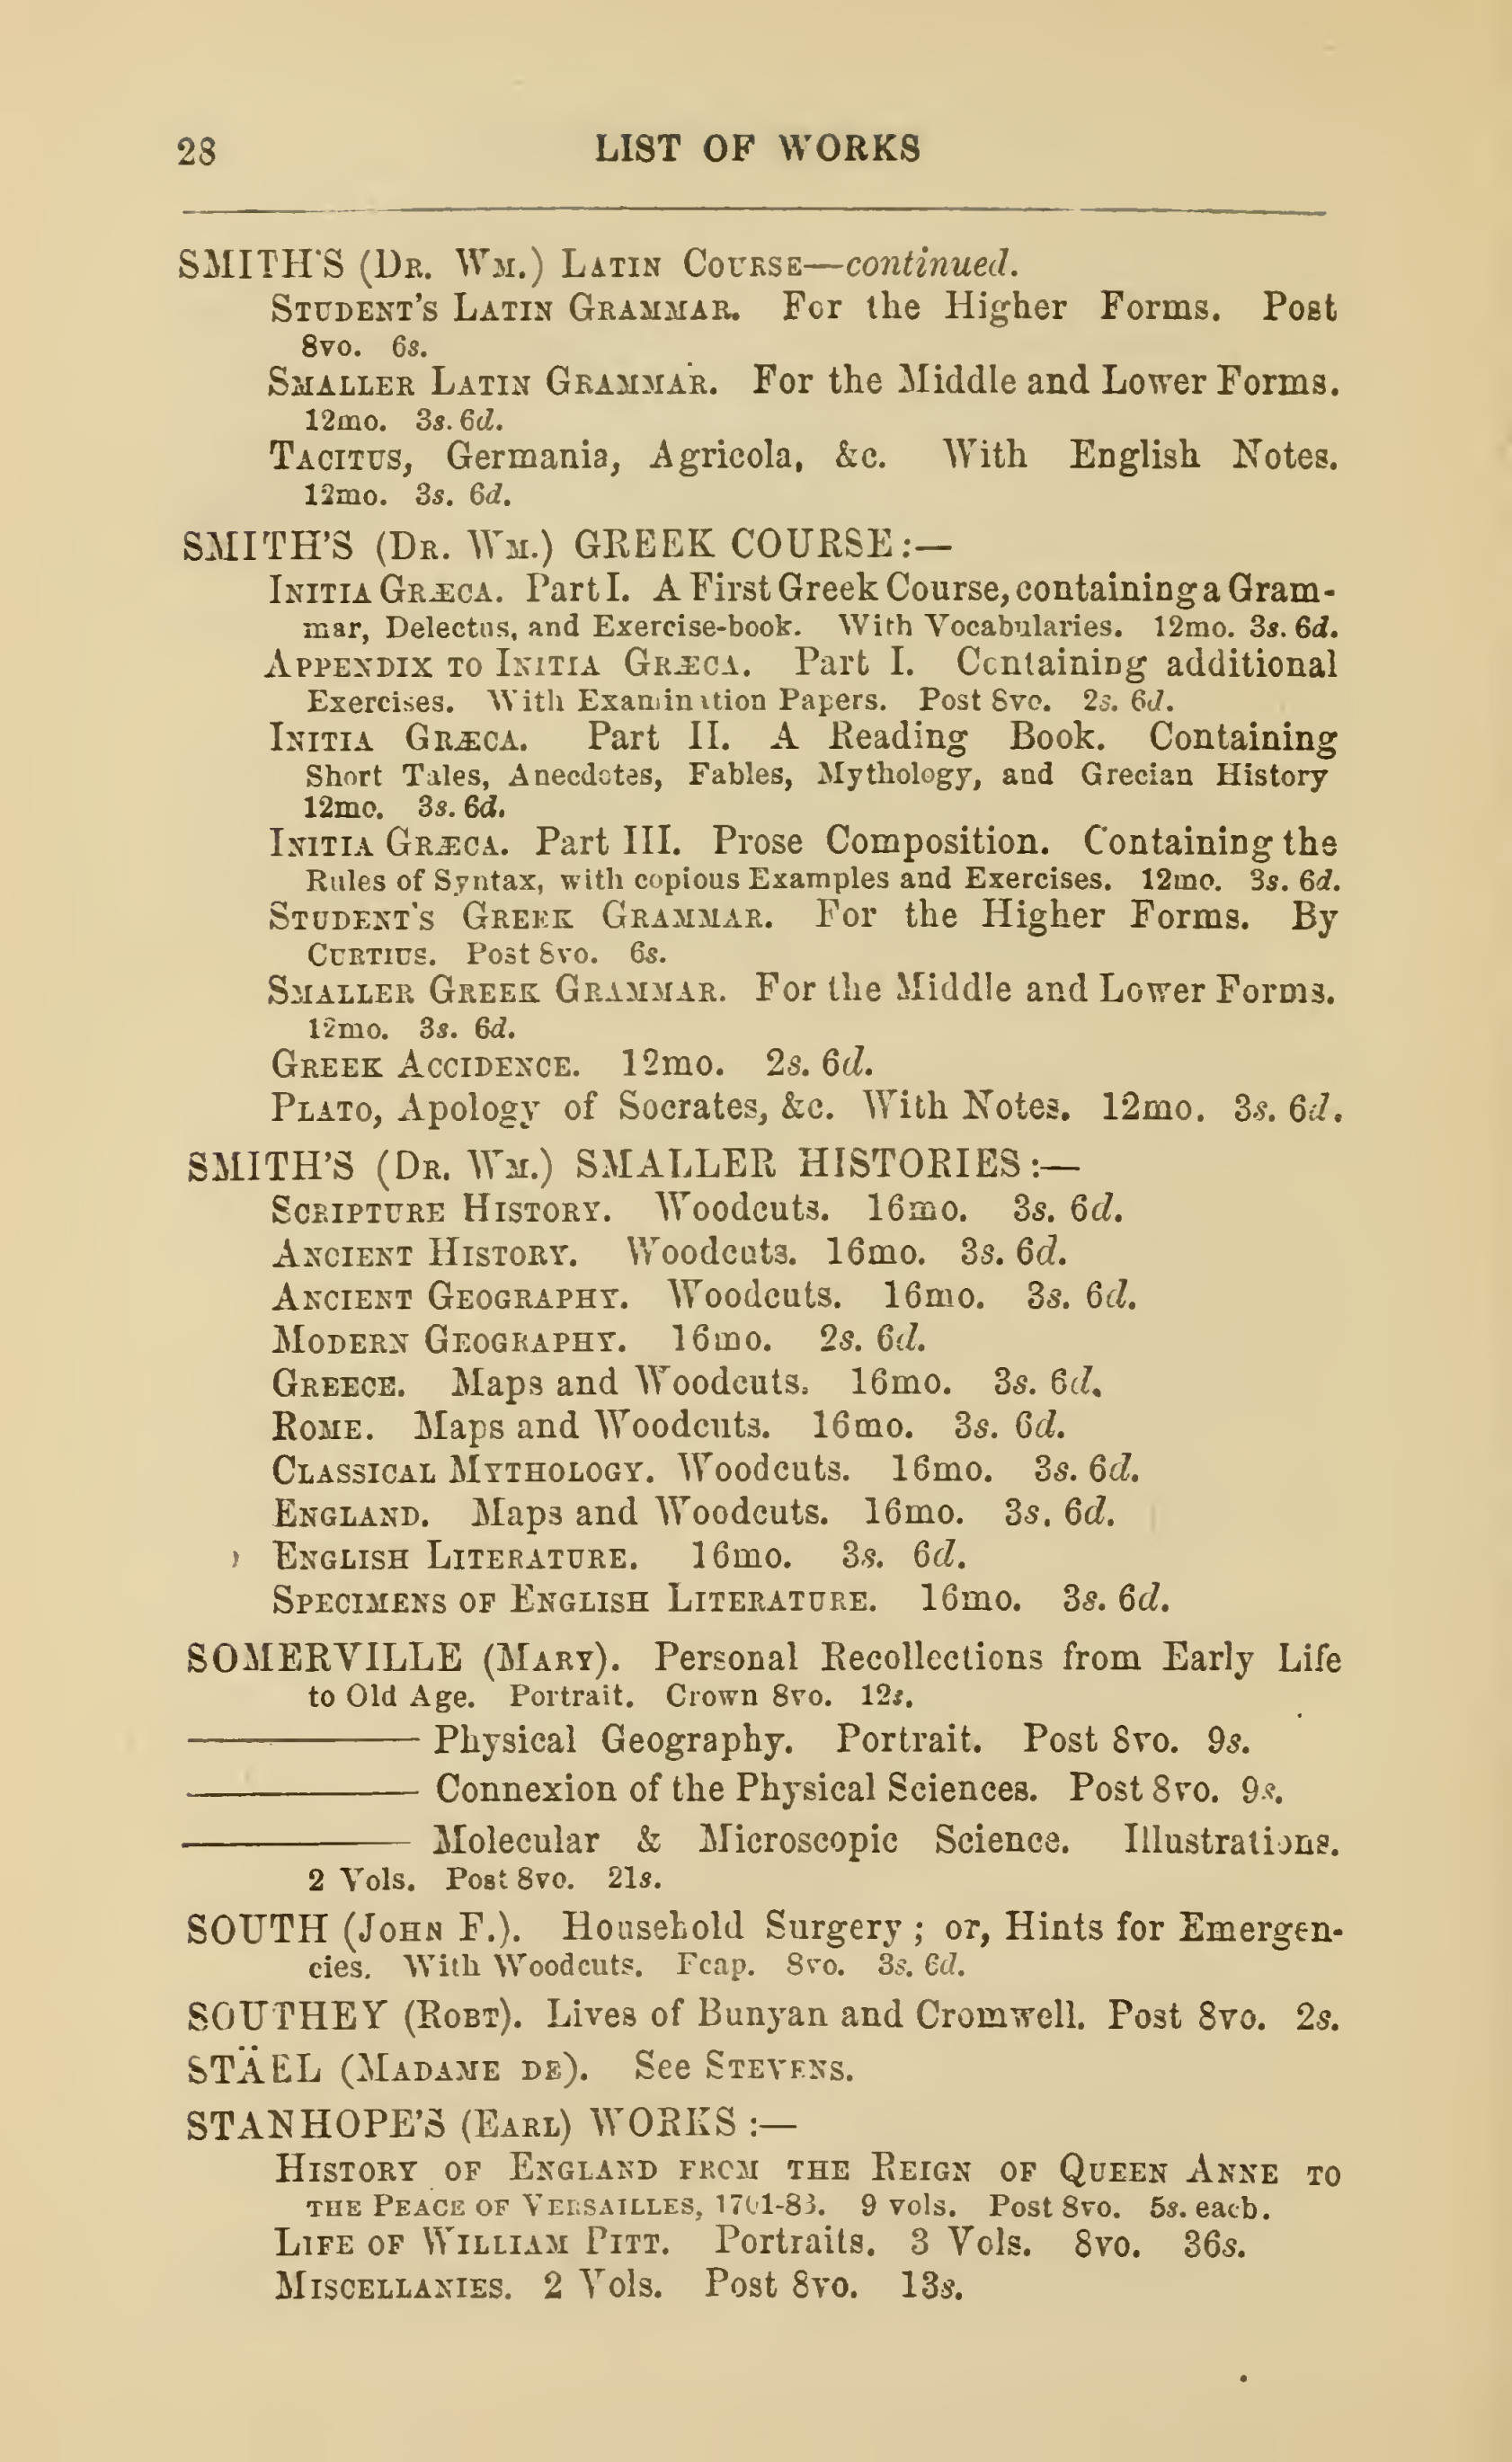 28 LIST OF WORKS
SMITH'S (Dr. Wm.) Latin Course—continued.
Student's Latin Grammar. For the Higher Forms. Post
8vo. 6s.
Smaller Latin Grammar. For the Middle and Lower Forms.
12mo. 3s. 6d.
Tacitus, Germania, Agricola, &c. With English Notes.
12mo. 3s. 6d.
SMITH'S (Dr. Wm.) GREEK COURSE:—
Initia Græca. Part I. A First Greek Course, containing a Gram-
mar, Delectus, and Exercise-book. With Vocabularies. 12mo. 3s. 6d.
Appendix to Initia Græca. Part I. Containing additional
Exercises. With Examination Papers. Post 8vo. 2s. 6d.
Initia Græca. Part II. A Reading Book. Containing
Short Tales, Anecdotes, Fables, Mythology, and Grecian History
12mo. 3s. 6d.
Initia Græca. Part III. Prose Composition. Containing the
Rules of Syntax, with copious Examples and Exercises. 12mo. 3s. 6d.
Student's Greek Grammar. For the Higher Forms. By
Curtius. Post 8vo. 6s.
Smaller Greek Grammar. For the Middle and Lower Forms.
12mo. 3s. 6d.
Greek Accidence. 12mo. 2s. 6d.
Plato, Apology of Socrates, &c. With Notes. 12mo. 3s. 6d.
SMITH'S (Dr. Wm.) SMALLER HISTORIES:—
Scripture History. Woodcuts. 16mo. 3s. 6d.
Ancient History. Woodcuts. 16mo. 3s. 6d.
Ancient Geography. Woodcuts. 16mo. 3s. 6d.
Modern Geography. 16mo. 2s. 6d.
Greece. Maps and Woodcuts. 16mo. 3s. 6d.
Rome. Maps and Woodcuts. 16mo. 3s. 6d.
Classical Mythology. Woodcuts. 16mo. 3s. 6d.
England. Maps and Woodcuts. 16mo. 3s. 6d.
English Literature. 16mo. 3s. 6d.
Specimens of English Literature. 16mo. 3s. 6d.
SOMERVILLE (Mary). Personal Recollections from Early Life
to Old Age. Portrait. Crown 8vo. 12s.
——— Physical Geography. Portrait. Post 8vo. 9s.
——— Connexion of the Physical Sciences. Post 8vo. 9s.
——— Molecular & Microscopic Science. Illustrations.
2 Vols. Post 8vo. 21s.
SOUTH (John F.). Household Surgery; or, Hints for Emergen-
cies. With Woodcuts. Fcap. 8vo. 3s. 6d.
SOUTHEY (Robt). Lives of Bunyan and Cromwell. Post 8vo. 2s.
STÄEL (Madame de). See Stevens.
STANHOPE'S (Earl) WORKS:—
History of England from the Reign of Queen Anne to
the Peace of Versailles, 1701-83. 9 vols. Post 8vo. 5s. each.
Life of William Pitt. Portraits. 3 Vols. 8vo. 36s.
Miscellanies. 2 Vols. Post 8vo. 13s.